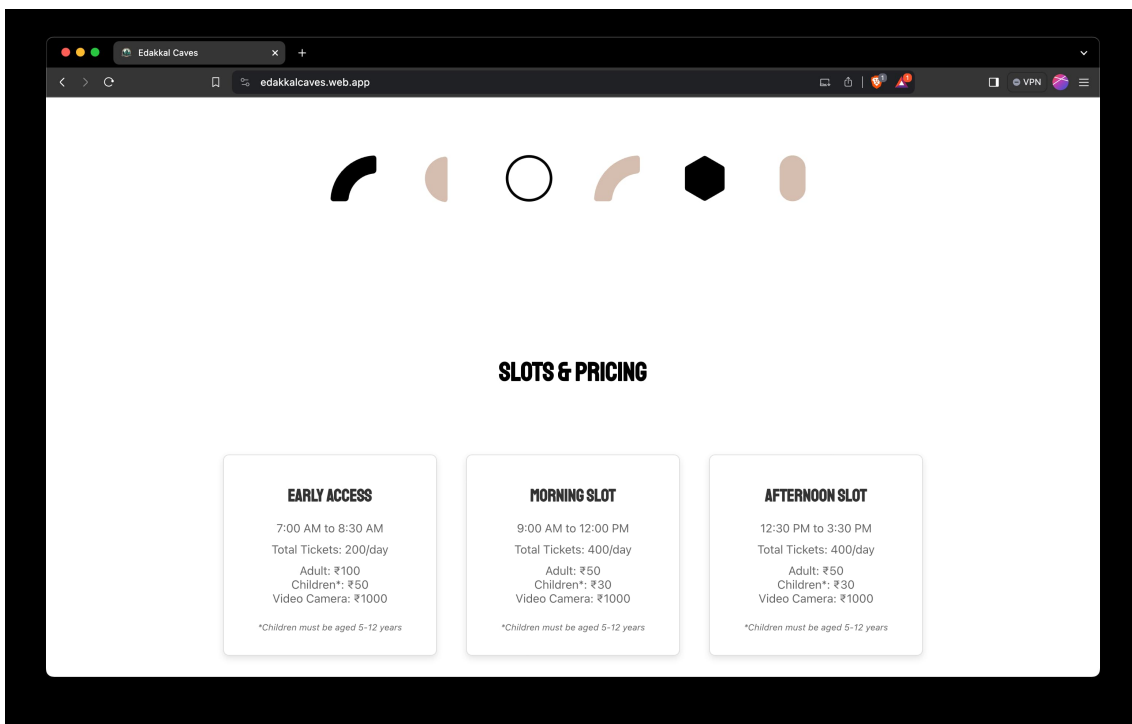 Edakkal Caves
edakkalcaves.web.app
1
1
VPN
SLOTS & PRICING
EARLY ACCESS
7:00 AM to 8:30 AM
Total Tickets: 200/day
Adult: ₹100
Children*: ₹50
Video Camera: ₹1000
*Children must be aged 5-12 years
MORNING SLOT
9:00 AM to 12:00 PM
Total Tickets: 400/day
Adult: ₹50
Children*: ₹30
Video Camera: ₹1000
*Children must be aged 5-12 years
AFTERNOON SLOT
12:30 PM to 3:30 PM
Total Tickets: 400/day
Adult: ₹50
Children*: ₹30
Video Camera: ₹1000
*Children must be aged 5-12 years